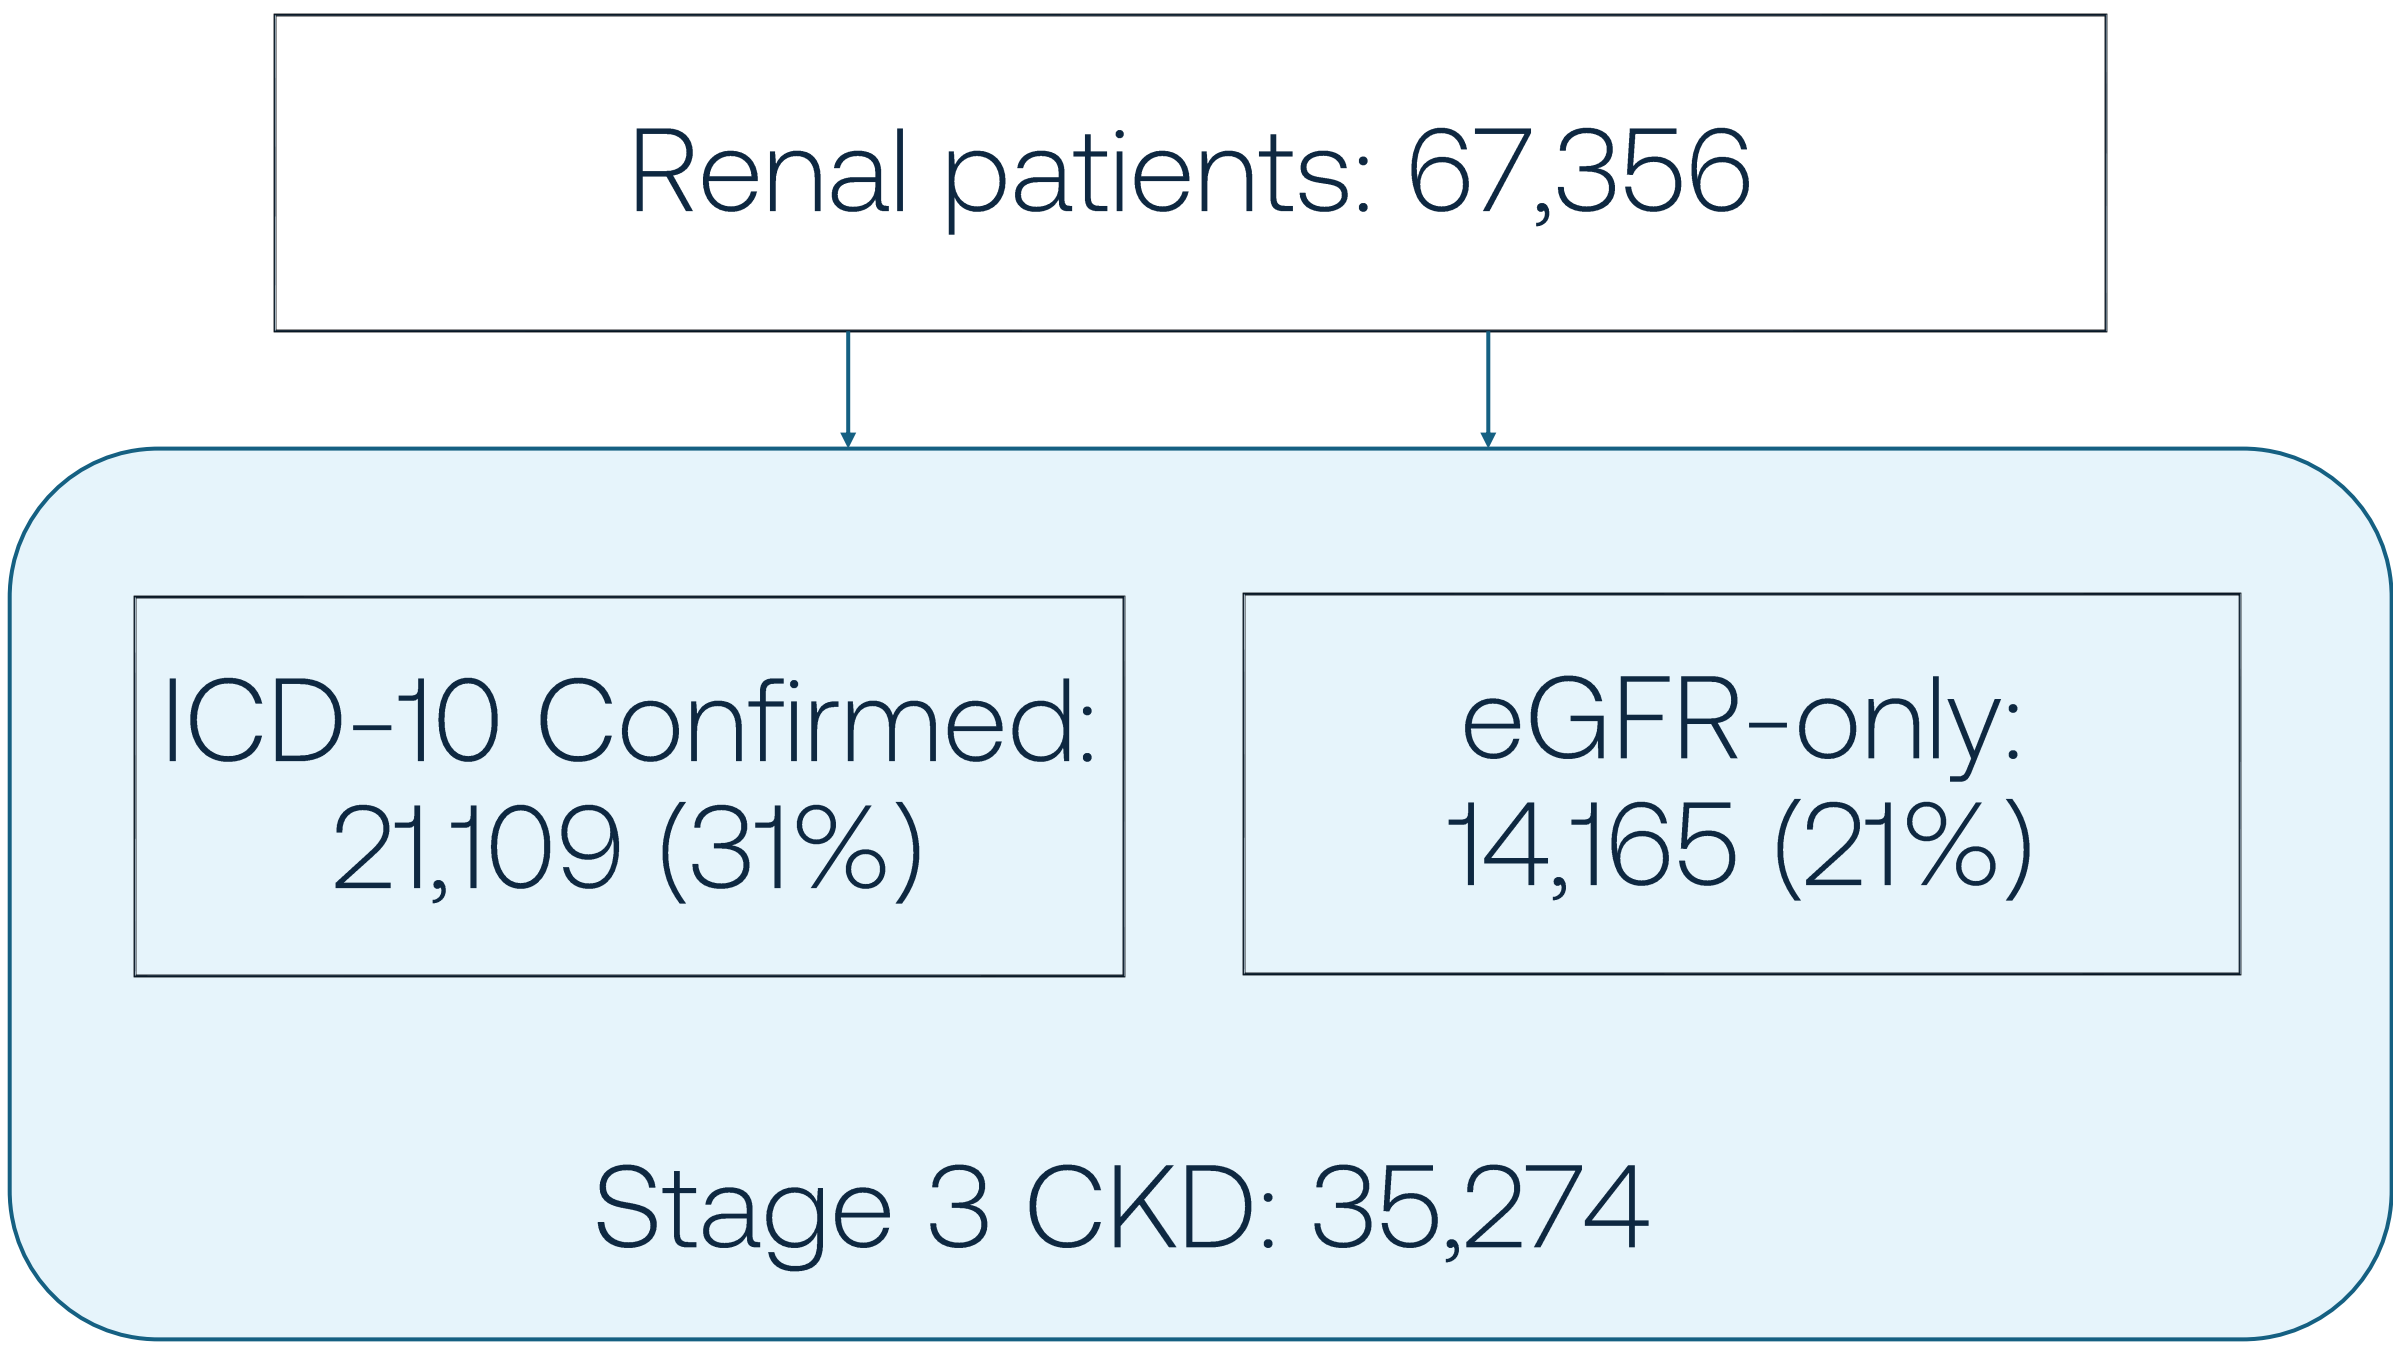 Renal patients: 67,356
ICD-10 Confirmed:
21,109 (31%)
eGFR-only:
14,165 (21%)
Stage 3 CKD: 35,274